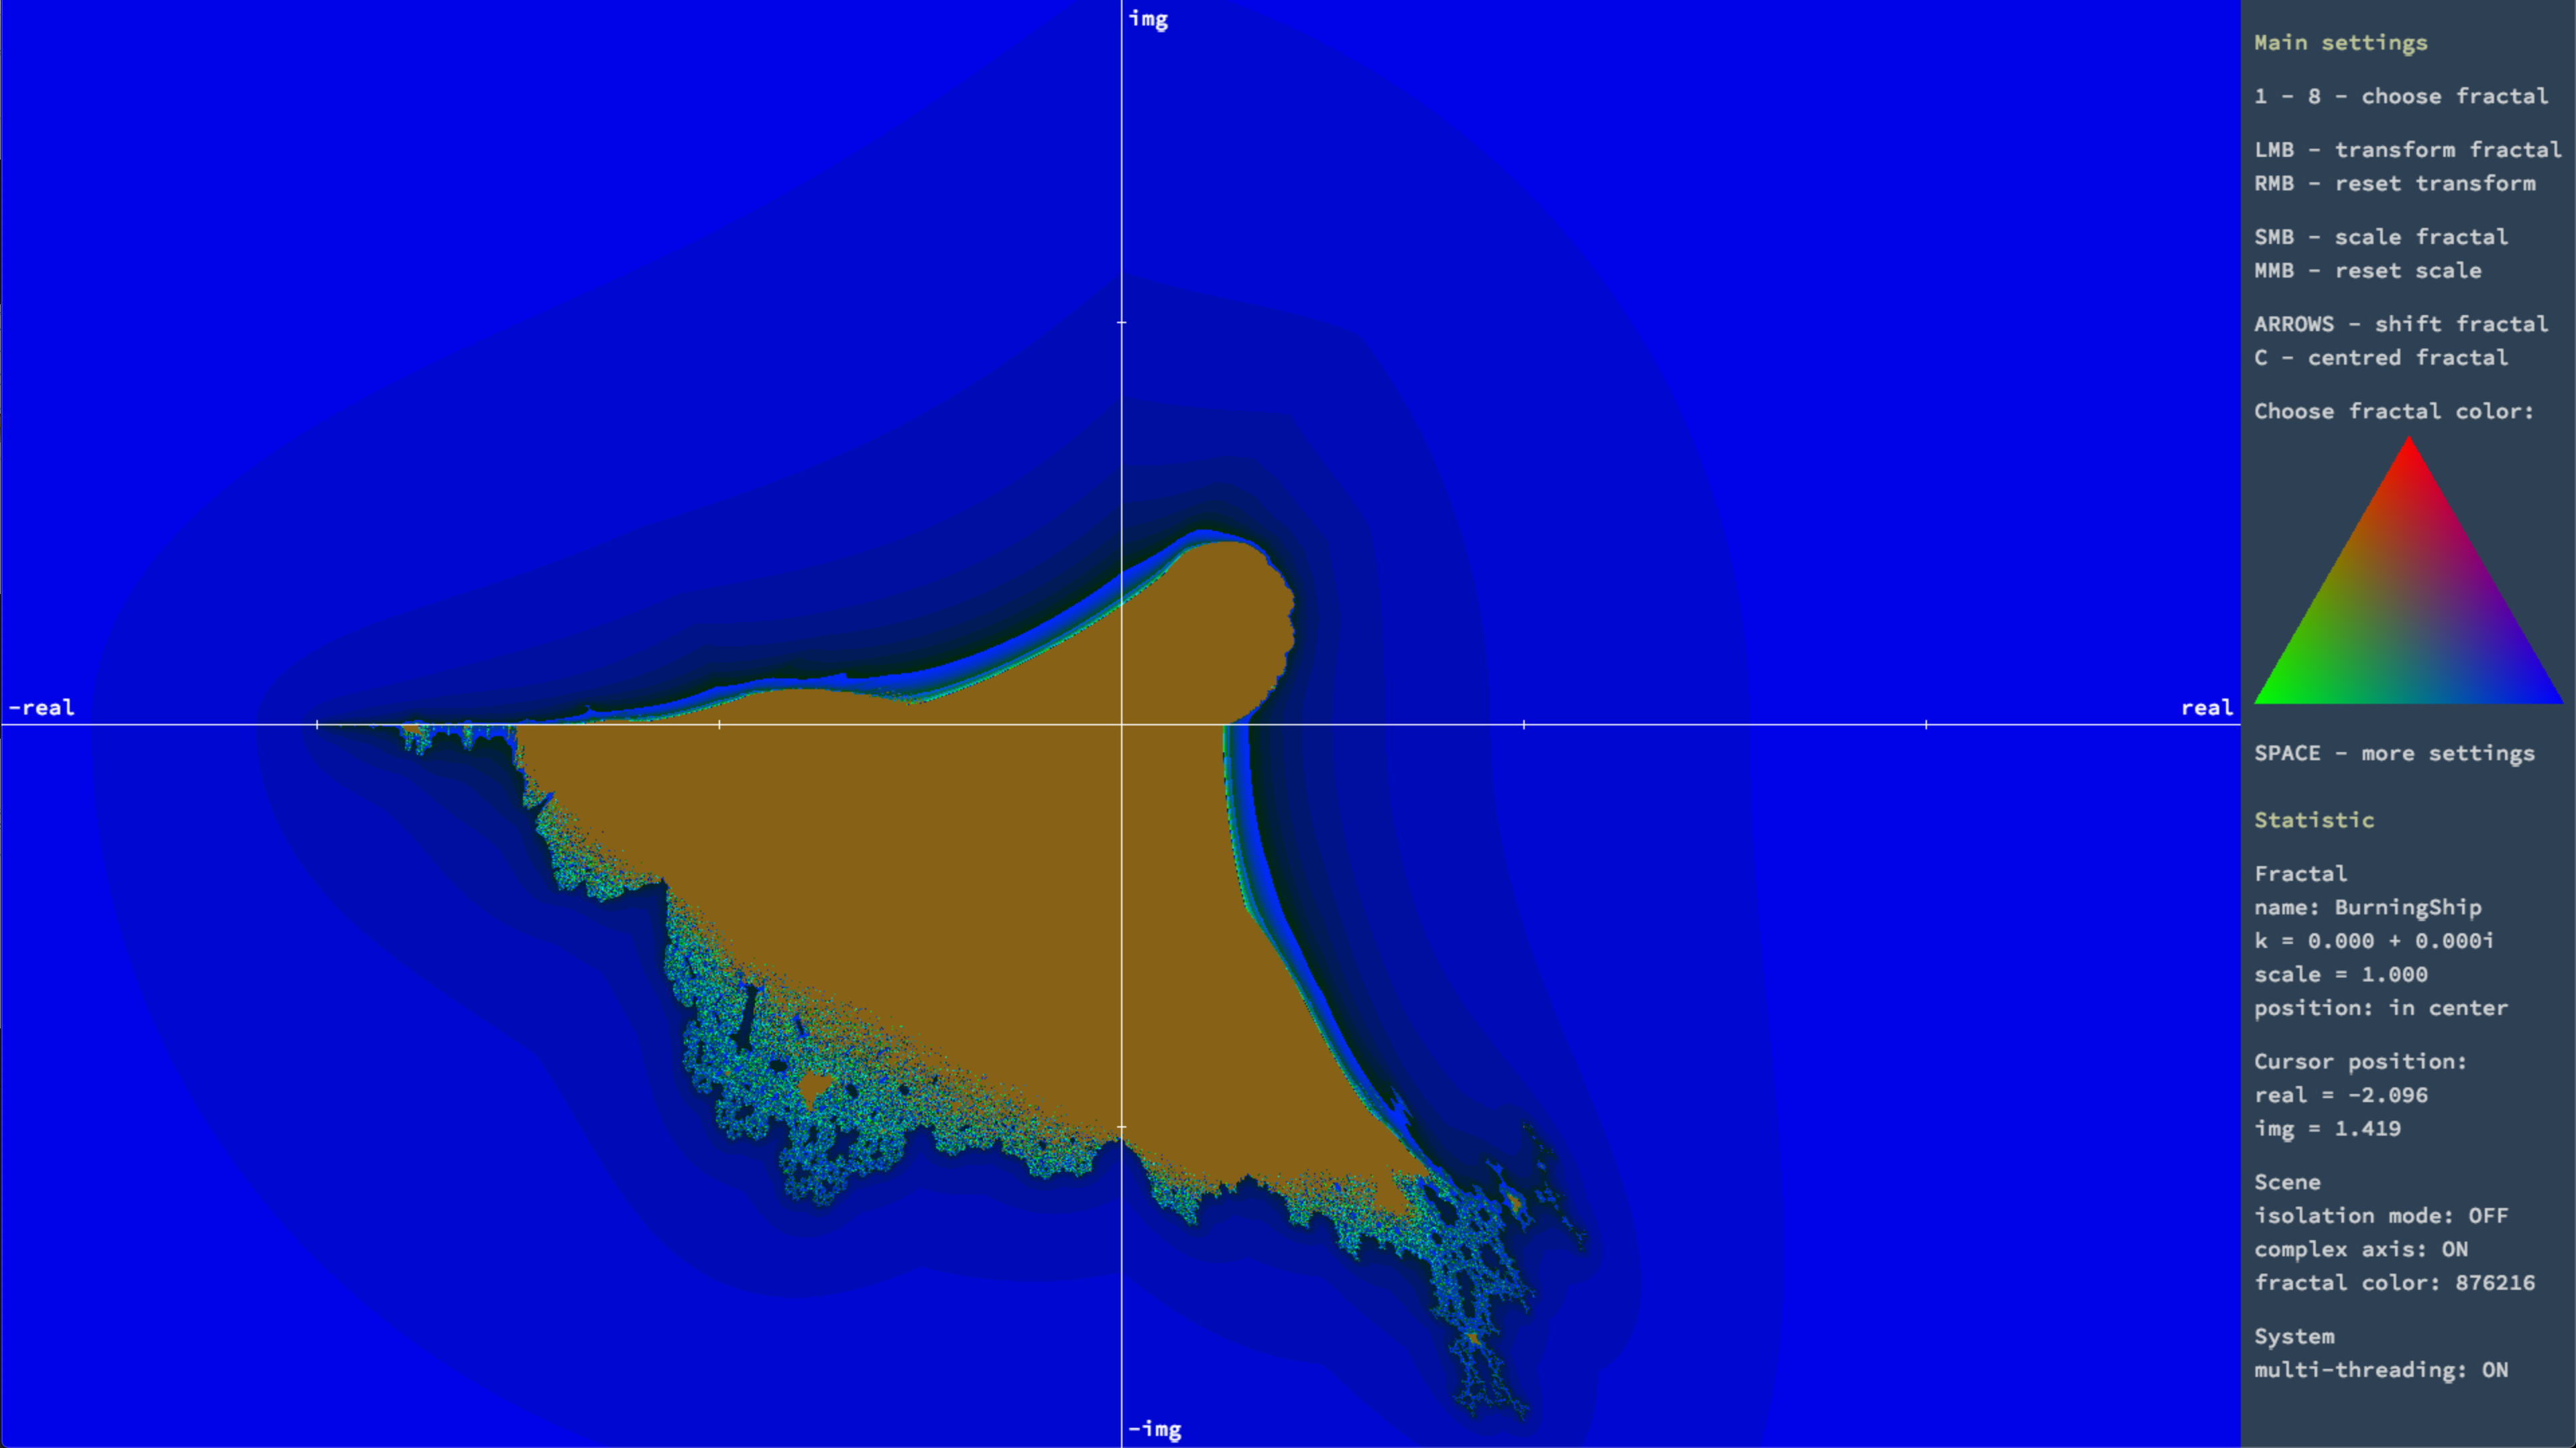 img
-real
real
-img
Main settings
1 - 8 - choose fractal
LMB - transform fractal
RMB - reset transform
SMB - scale fractal
MMB - reset scale
ARROWS - shift fractal
C - centred fractal
Choose fractal color:
SPACE - more settings
Statistic
Fractal
name: BurningShip
k = 0.000 + 0.000i
scale = 1.000
position: in center
Cursor position:
real = -2.096
img = 1.419
Scene
isolation mode: OFF
complex axis: ON
fractal color: 876216
System
multi-threading: ON